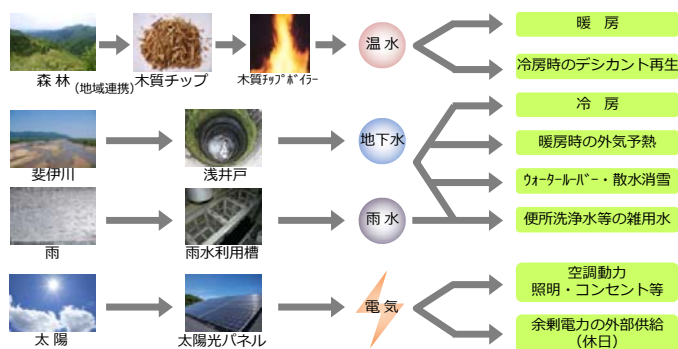 森 林
(地域連携)
木質チップ
木質ﾁｯﾌﾟﾎﾞｲﾗｰ
温 水
暖 房
冷房時のデシカント再生
斐伊川
浅井戸
地下水
冷 房
暖房時の外気予熱
ｳｫｰﾀｰﾙｰﾊﾞｰ・散水消雪
雨
雨水利用槽
雨 水
便所洗浄水等の雑用水
太 陽
太陽光パネル
電 気
空調動力
照明・コンセント等
余剰電力の外部供給
(休日)